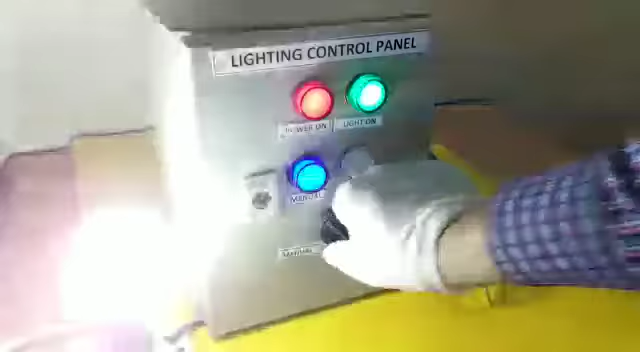 LIGHTING CONTROL PANEL
POWER ON
LIGHT ON
MANUAL